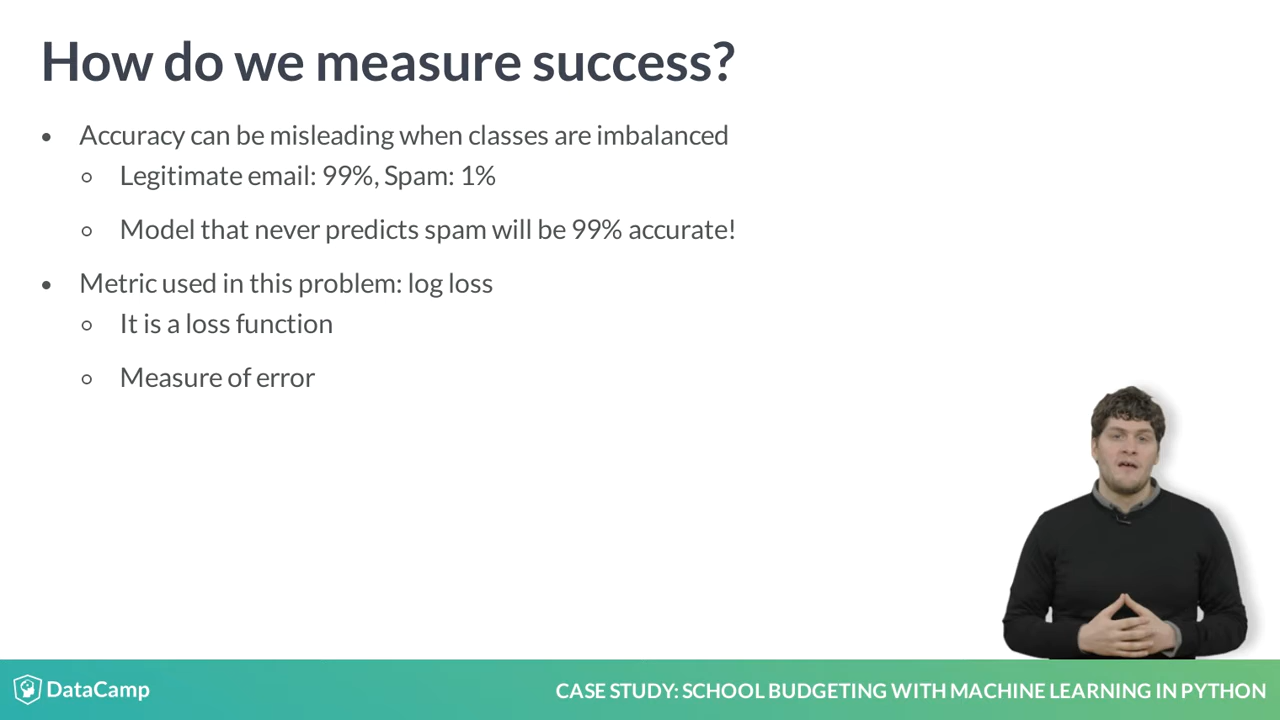 How do we measure success?
• Accuracy can be misleading when classes are imbalanced
○ Legitimate email: 99%, Spam: 1%
○ Model that never predicts spam will be 99% accurate!
• Metric used in this problem: log loss
○ It is a loss function
○ Measure of error
DataCamp
CASE STUDY: SCHOOL BUDGETING WITH MACHINE LEARNING IN PYTHON